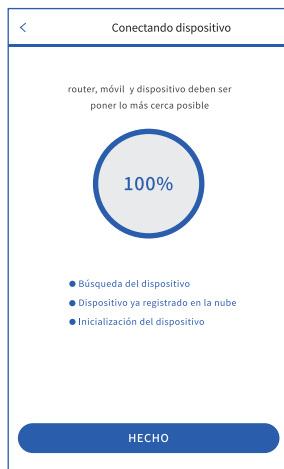 Conectando dispositivo
router, móvil y dispositivo deben ser
poner lo más cerca posible
100%
Búsqueda del dispositivo
Dispositivo ya registrado en la nube
Inicialización del dispositivo
HECHO